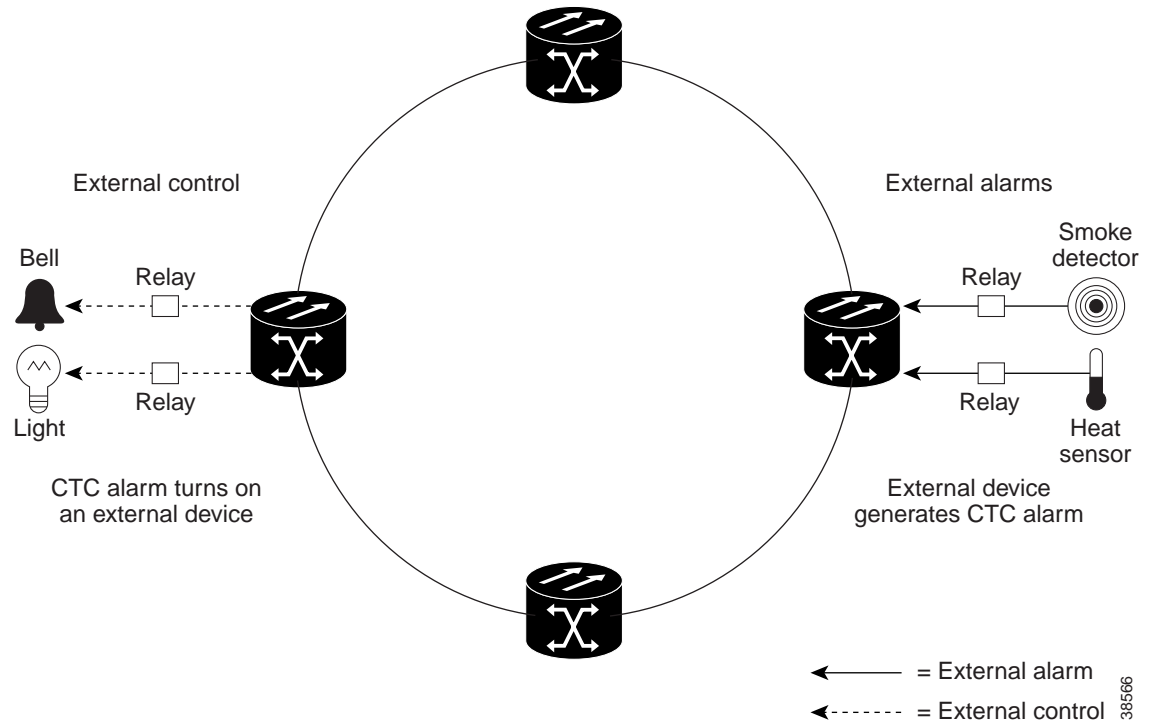 External control
External alarms
Smoke
detector
Bell
Relay
Relay
Relay
Relay
Light
Heat
sensor
CTC alarm turns on
an external device
External device
generates CTC alarm
= External alarm
= External control
38566